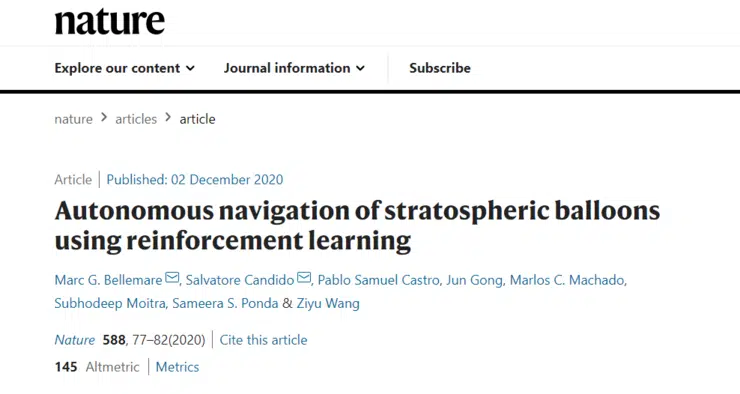 nature
Explore our content Journal information Subscribe
nature > articles > article
Article | Published: 02 December 2020
Autonomous navigation of stratospheric balloons
using reinforcement learning
Marc G. Bellemare, Salvatore Candido, Pablo Samuel Castro, Jun Gong, Marlos C. Machado,
Subhodeep Moitra, Sameera S. Ponda & Ziyu Wang
Nature 588, 77–82(2020) | Cite this article
145 Altmetric | Metrics